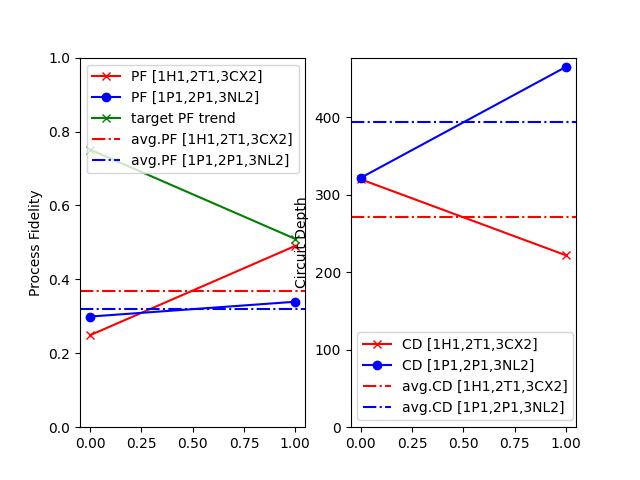 PF [1H1,2T1,3CX2]
PF [1P1,2P1,3NL2]
target PF trend
avg.PF [1H1,2T1,3CX2]
avg.PF [1P1,2P1,3NL2]
Process Fidelity
1.0
0.8
0.6
0.4
0.2
0.0
0.00 0.25 0.50 0.75 1.00
Circuit Depth
400
300
200
100
0
CD [1H1,2T1,3CX2]
CD [1P1,2P1,3NL2]
avg.CD [1H1,2T1,3CX2]
avg.CD [1P1,2P1,3NL2]
0.00 0.25 0.50 0.75 1.00